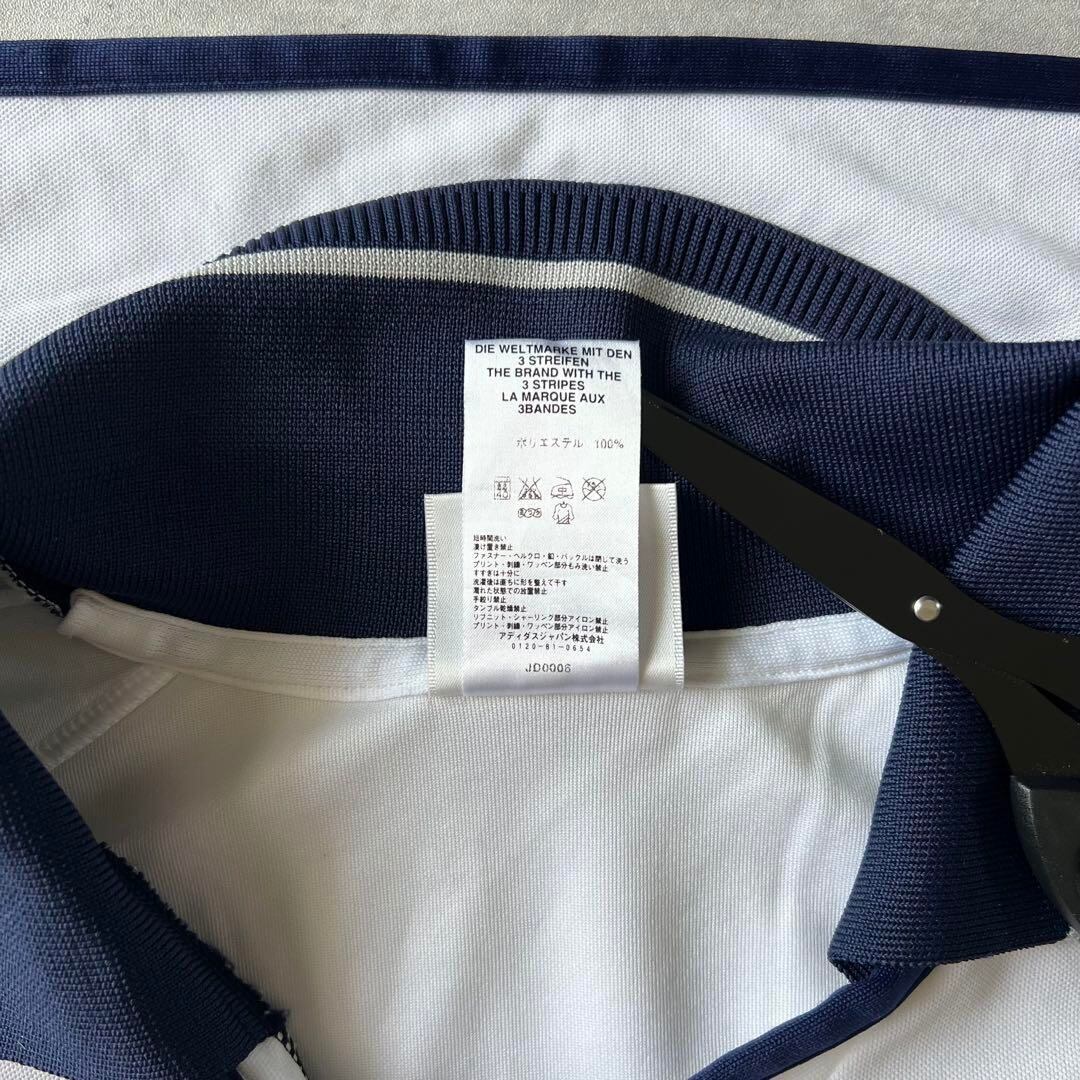 DIE WELTMARKE MIT DEN
3 STREIFEN
THE BRAND WITH THE
3 STRIPES
LA MARQUE AUX
3BANDES
ポリエステル 100%
短時間洗い
漬け置き禁止
ファスナー・ベルクロ・釦・バックルは閉じて洗う
プリント・刺繍・ワッペン部分もみ洗い禁止
すすぎは十分に
洗濯後は直ちに形を整えて干す
濡れた状態での放置禁止
手絞り禁止
タンブル乾燥禁止
リブニット・シャーリング部分アイロン禁止
プリント・刺繍・ワッペン部分アイロン禁止
アディダスジャパン株式会社
0120-81-0654
JD0006